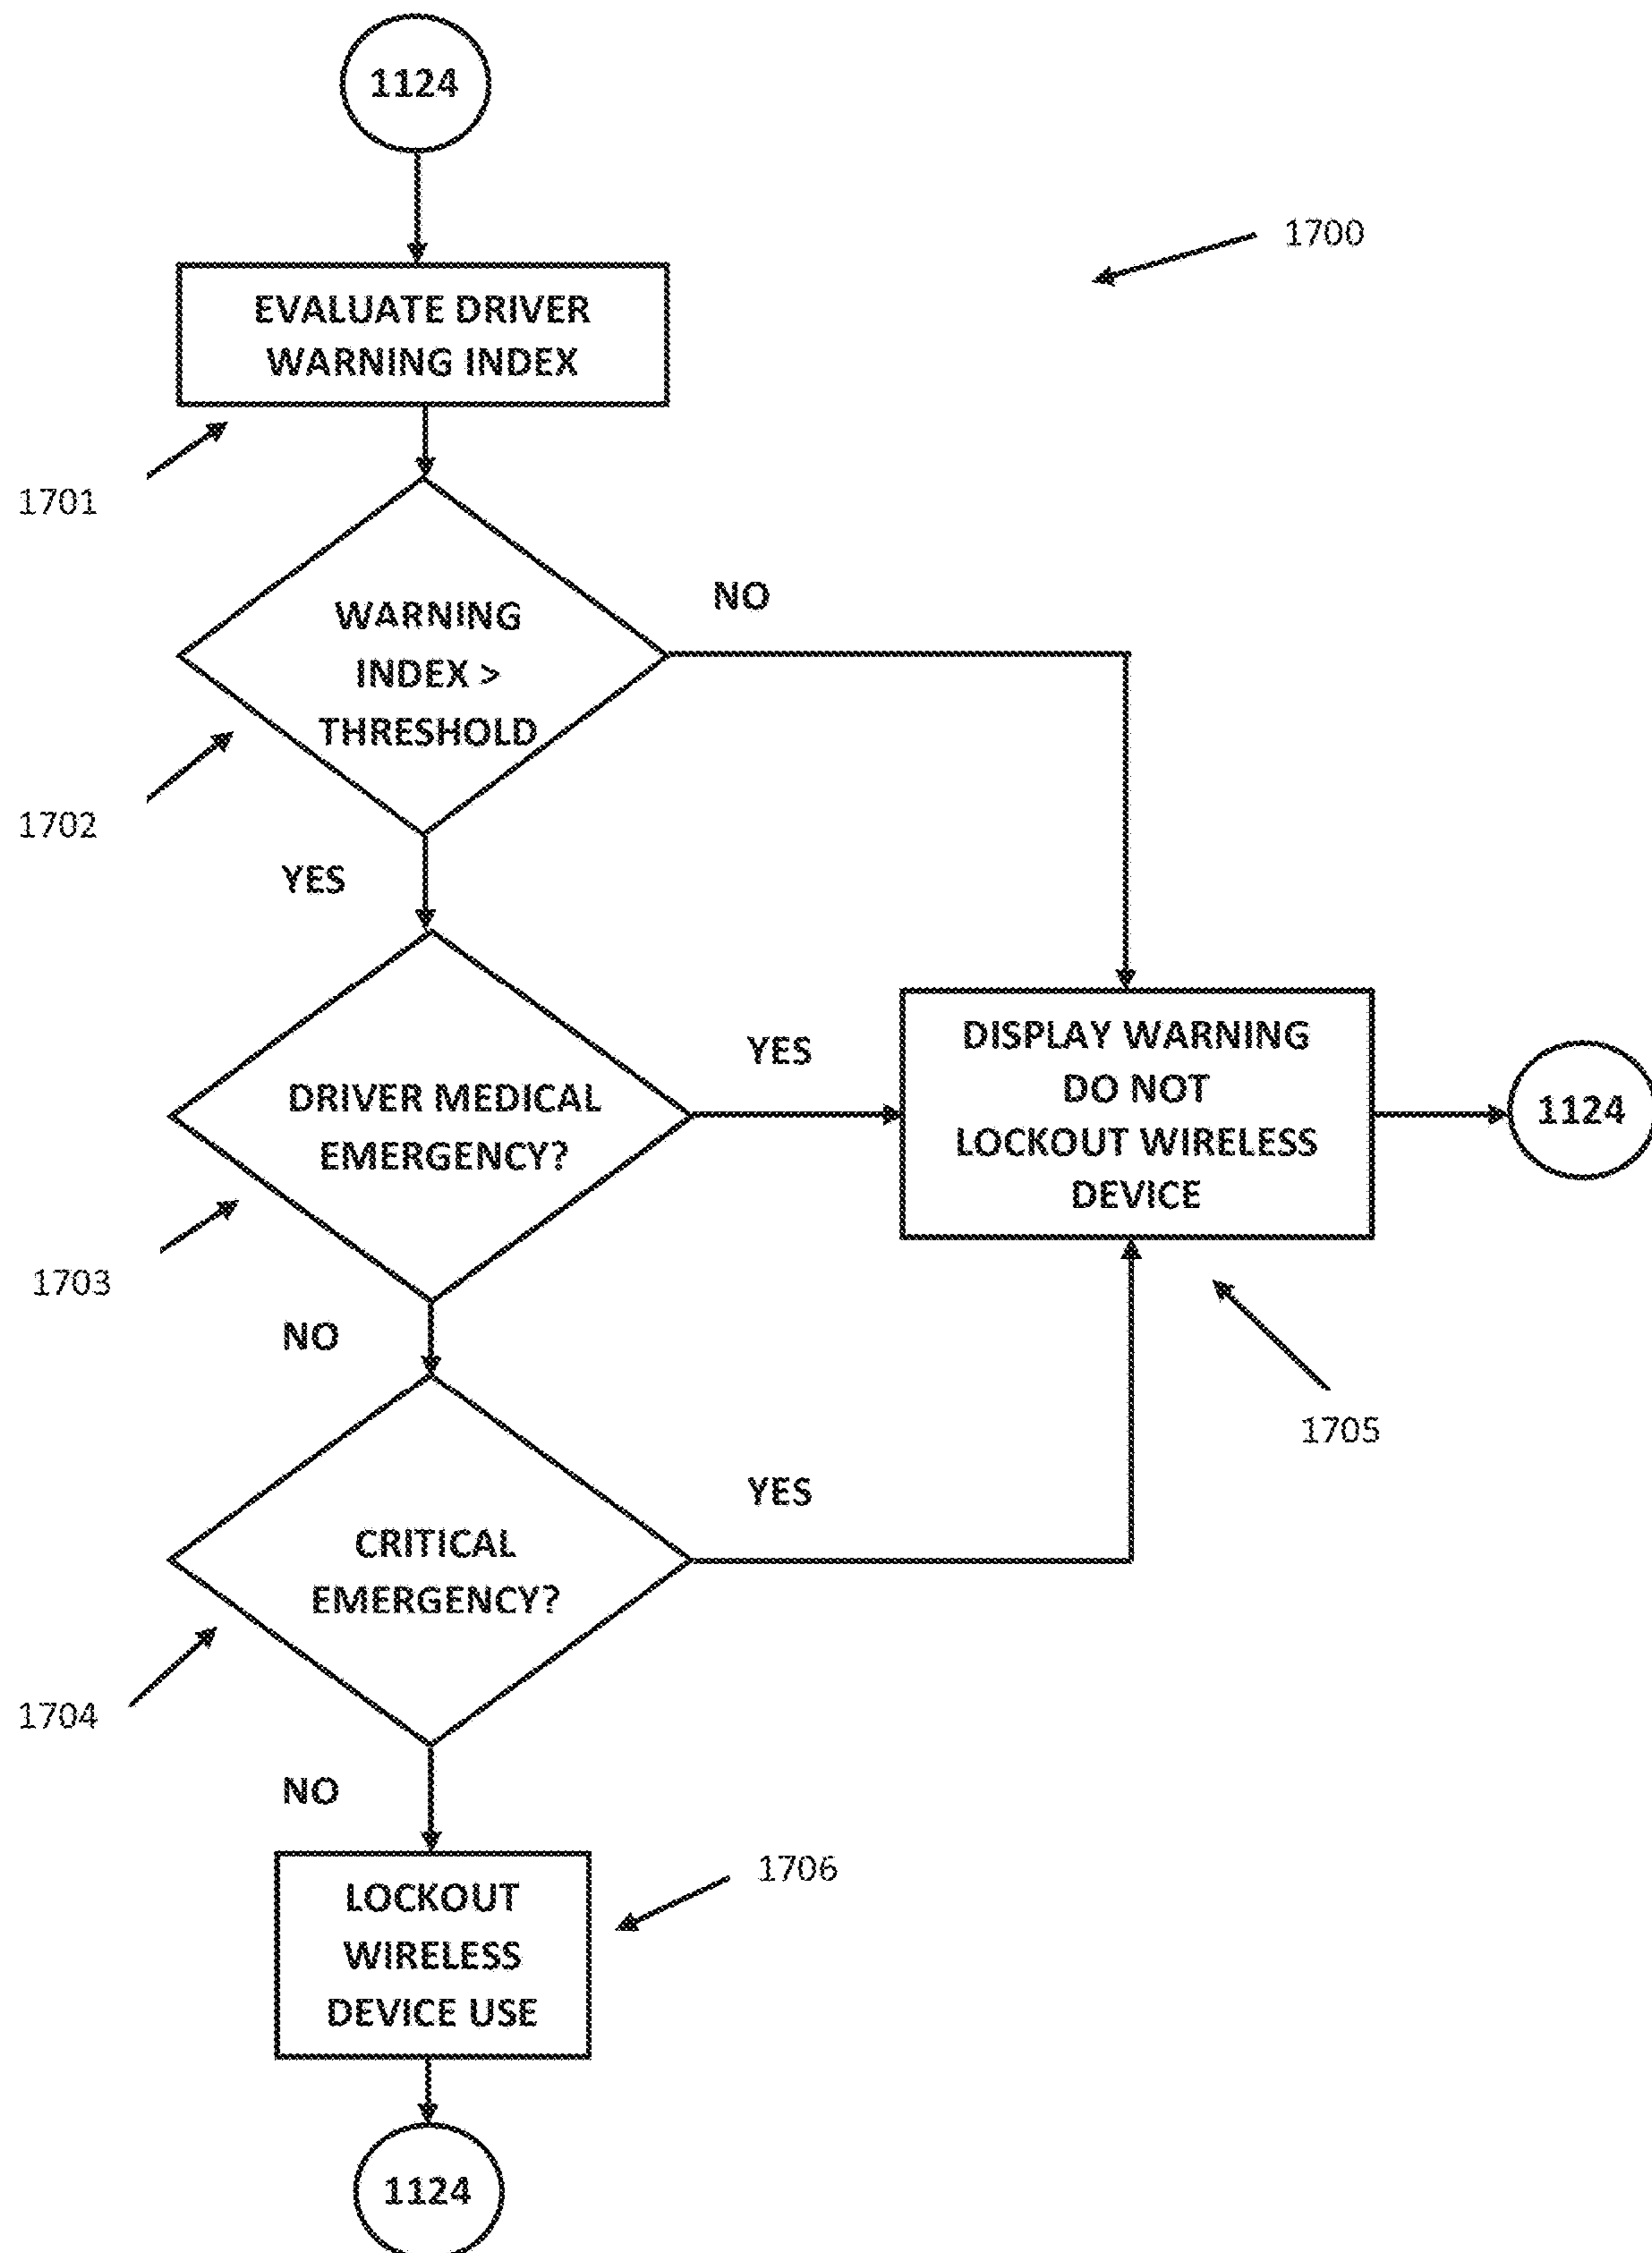 1124
1700
EVALUATE DRIVER
WARNING INDEX
1701
WARNING
INDEX >
THRESHOLD
NO
1702
YES
DRIVER MEDICAL
EMERGENCY?
YES
DISPLAY WARNING
DO NOT
LOCKOUT WIRELESS
DEVICE
1124
1703
NO
1705
CRITICAL
EMERGENCY?
YES
1704
NO
LOCKOUT
WIRELESS
DEVICE USE
1706
1124